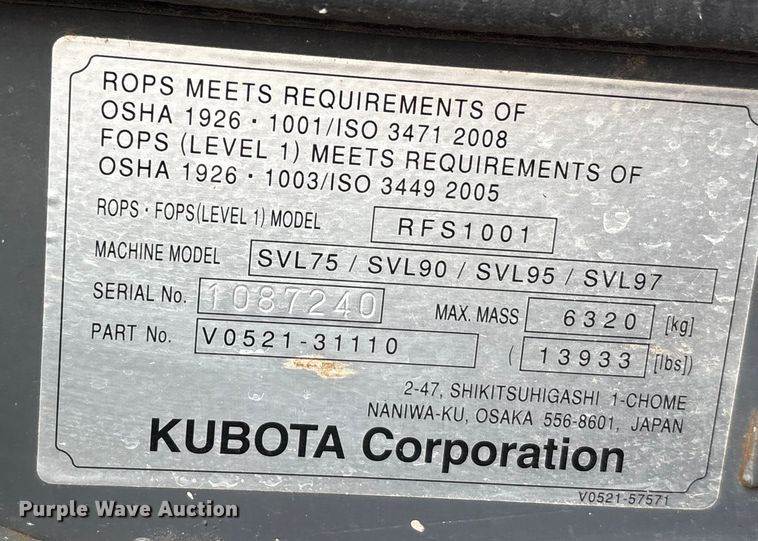 ROPS MEETS REQUIREMENTS OF
OSHA 1926 · 1001/ISO 3471 2008
FOPS (LEVEL 1) MEETS REQUIREMENTS OF
OSHA 1926 · 1003/ISO 3449 2005
ROPS · FOPS(LEVEL 1) MODEL RFS1001
MACHINE MODEL SVL75 / SVL90 / SVL95 / SVL97
SERIAL No. 1087240 MAX. MASS 6320 [kg]
PART No. V0521-31110 ( 13933 [lbs])
2-47, SHIKITSUHIGASHI 1-CHOME
NANIWA-KU, OSAKA 556-8601, JAPAN
KUBOTA Corporation
V0521-57571
Purple Wave Auction